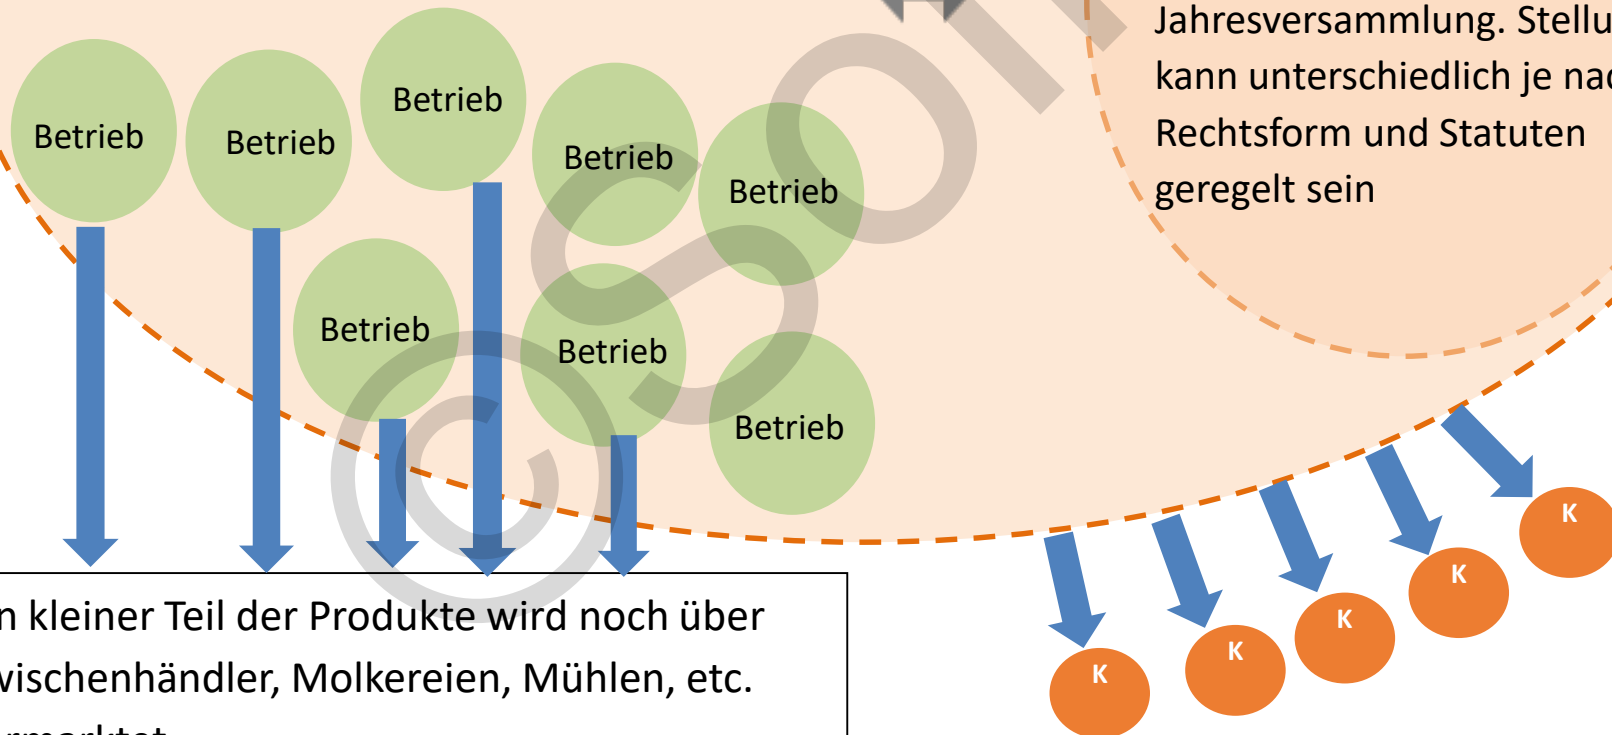 Jahresversammlung. Stellu
kann unterschiedlich je nac
Rechtsform und Statuten
geregelt sein
Betrieb
Betrieb
Betrieb
Betrieb
Betrieb
Betrieb
Betrieb
Betrieb
n kleiner Teil der Produkte wird noch über
wischenhändler, Molkereien, Mühlen, etc.
K
K
K
K
K
© So